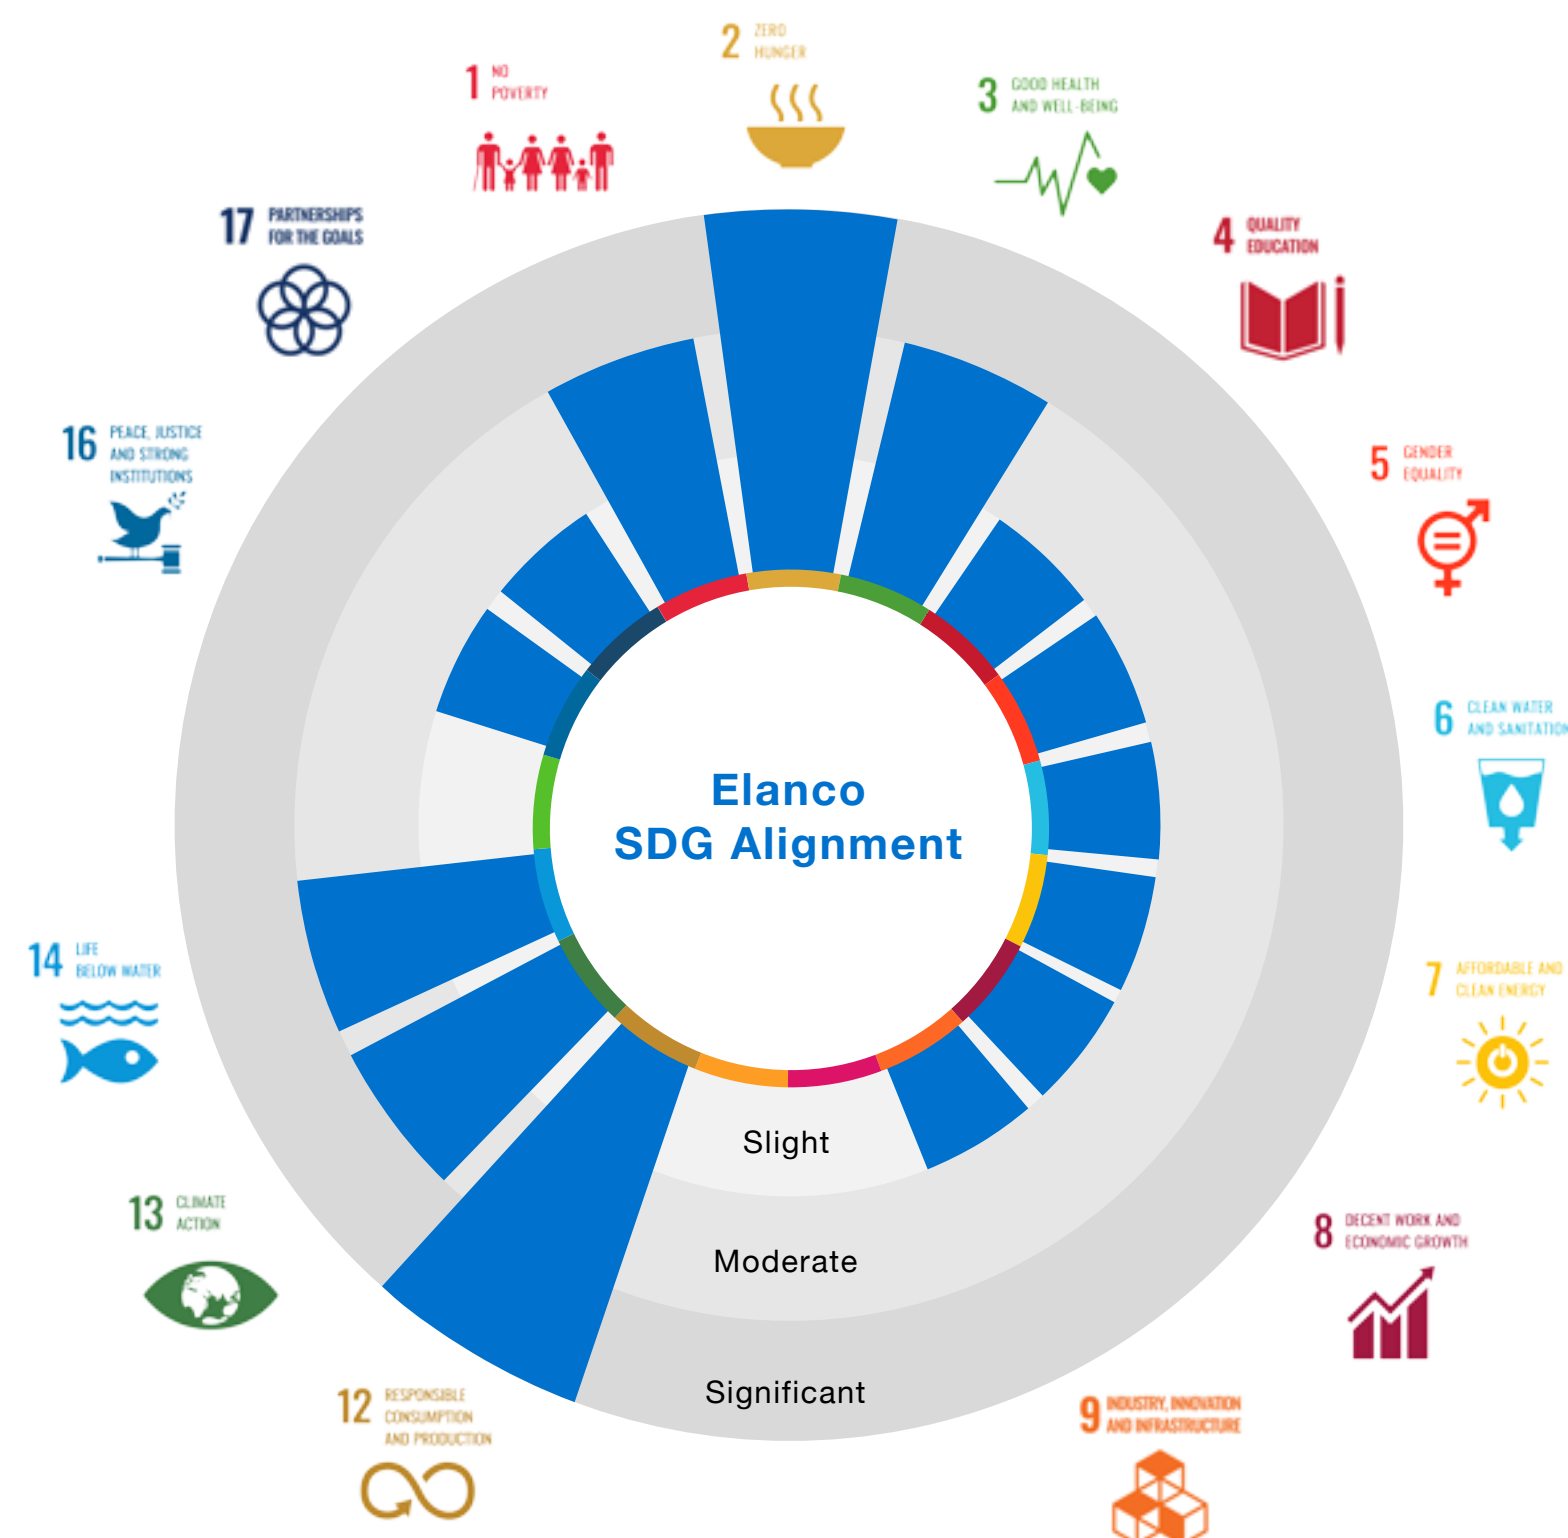 2 ZERO
HUNGER
1 NO
POVERTY
3 GOOD HEALTH
AND WELL-BEING
17 PARTNERSHIPS
FOR THE GOALS
4 QUALITY
EDUCATION
16 PEACE, JUSTICE
AND STRONG
INSTITUTIONS
5 GENDER
EQUALITY
6 CLEAN WATER
AND SANITATION
Elanco
SDG Alignment
14 LIFE
BELOW WATER
7 AFFORDABLE AND
CLEAN ENERGY
Slight
Moderate
Significant
13 CLIMATE
ACTION
8 DECENT WORK AND
ECONOMIC GROWTH
12 RESPONSIBLE
CONSUMPTION
AND PRODUCTION
9 INDUSTRY, INNOVATION
AND INFRASTRUCTURE